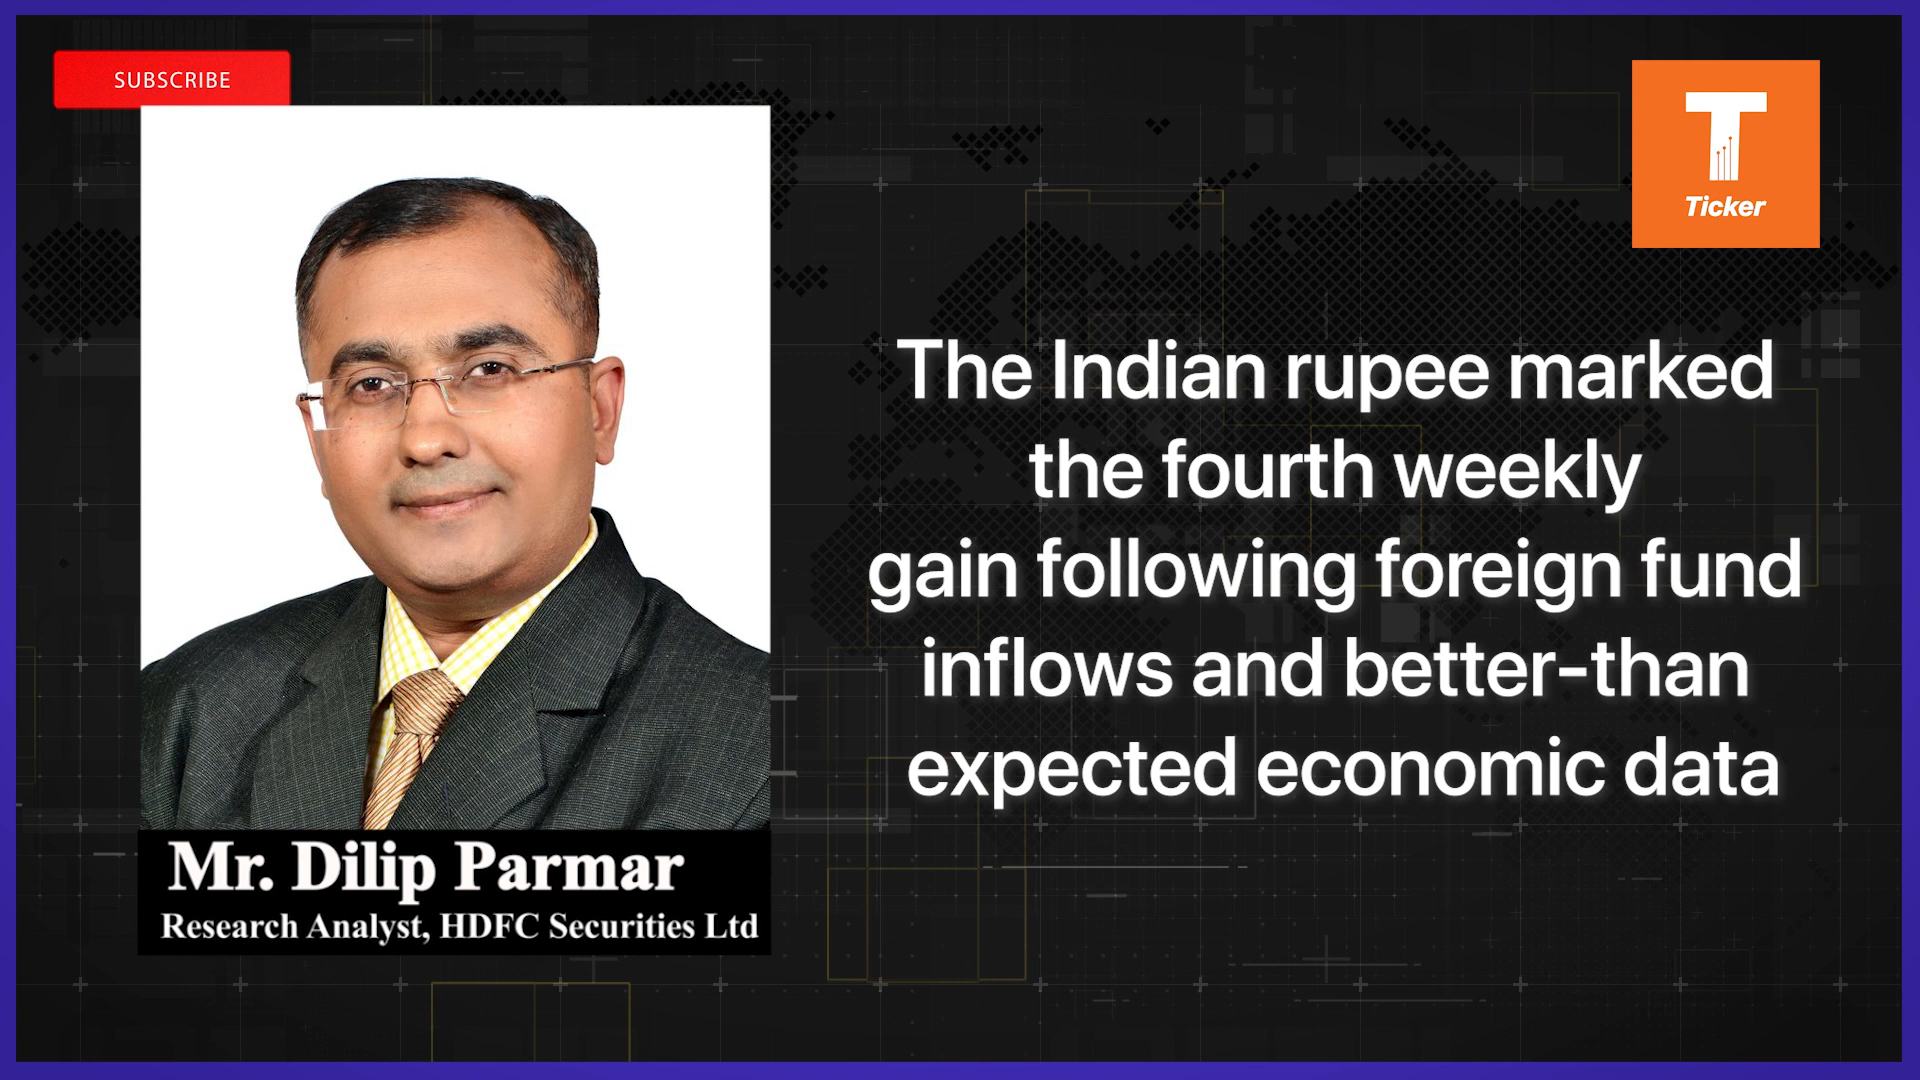 SUBSCRIBE
Ticker
The Indian rupee marked
the fourth weekly
gain following foreign fund
inflows and better-than
expected economic data
Mr. Dilip Parmar
Research Analyst, HDFC Securities Ltd